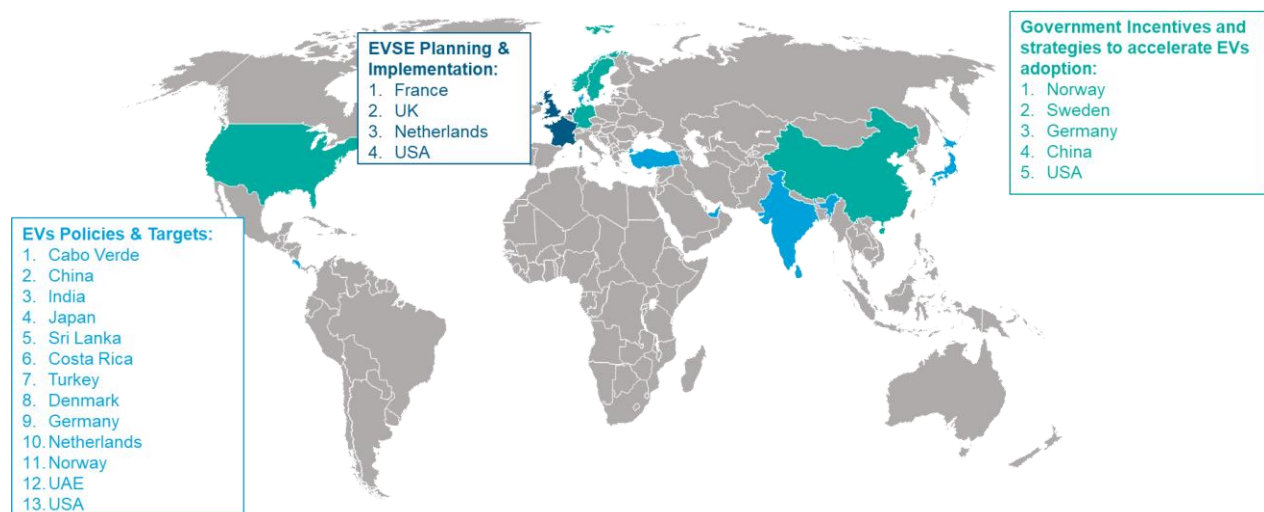 EVSE Planning &
Implementation:
1. France
2. UK
3. Netherlands
4. USA
Government Incentives and
strategies to accelerate EVs
adoption:
1. Norway
2. Sweden
3. Germany
4. China
5. USA
EVs Policies & Targets:
1. Cabo Verde
2. China
3. India
4. Japan
5. Sri Lanka
6. Costa Rica
7. Turkey
8. Denmark
9. Germany
10. Netherlands
11. Norway
12. UAE
13. USA